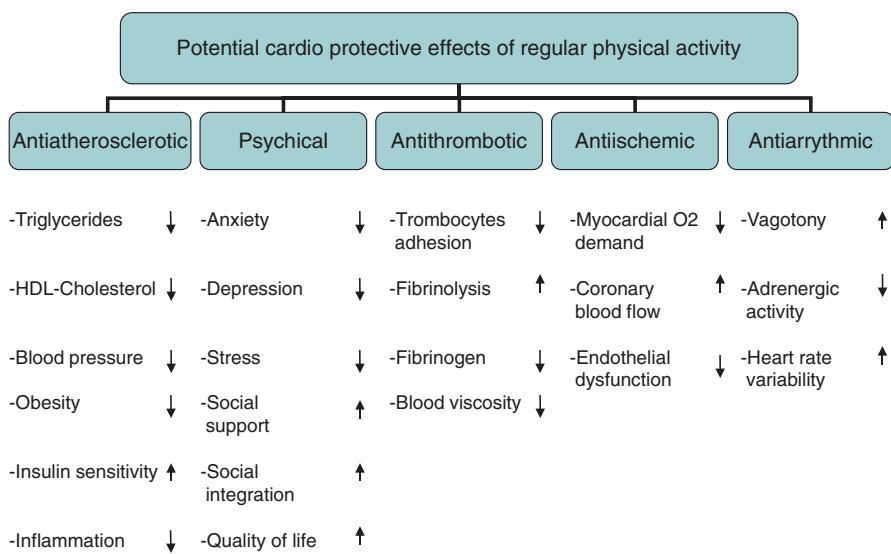 Potential cardio protective effects of regular physical activity
Antiatherosclerotic
Psychical
Antithrombotic
Antiischemic
Antiarrythmic
-Triglycerides ↓
-HDL-Cholesterol ↓
-Blood pressure ↓
-Obesity ↓
-Insulin sensitivity ↑
-Inflammation ↓
-Anxiety ↓
-Depression ↓
-Stress ↓
-Social
support ↑
-Social
integration ↑
-Quality of life ↑
-Trombocytes
adhesion ↓
-Fibrinolysis ↑
-Fibrinogen ↓
-Blood viscosity ↓
-Myocardial O2
demand ↓
-Coronary
blood flow ↑
-Endothelial
dysfunction ↓
-Vagotony ↑
-Adrenergic
activity ↓
-Heart rate
variability ↑